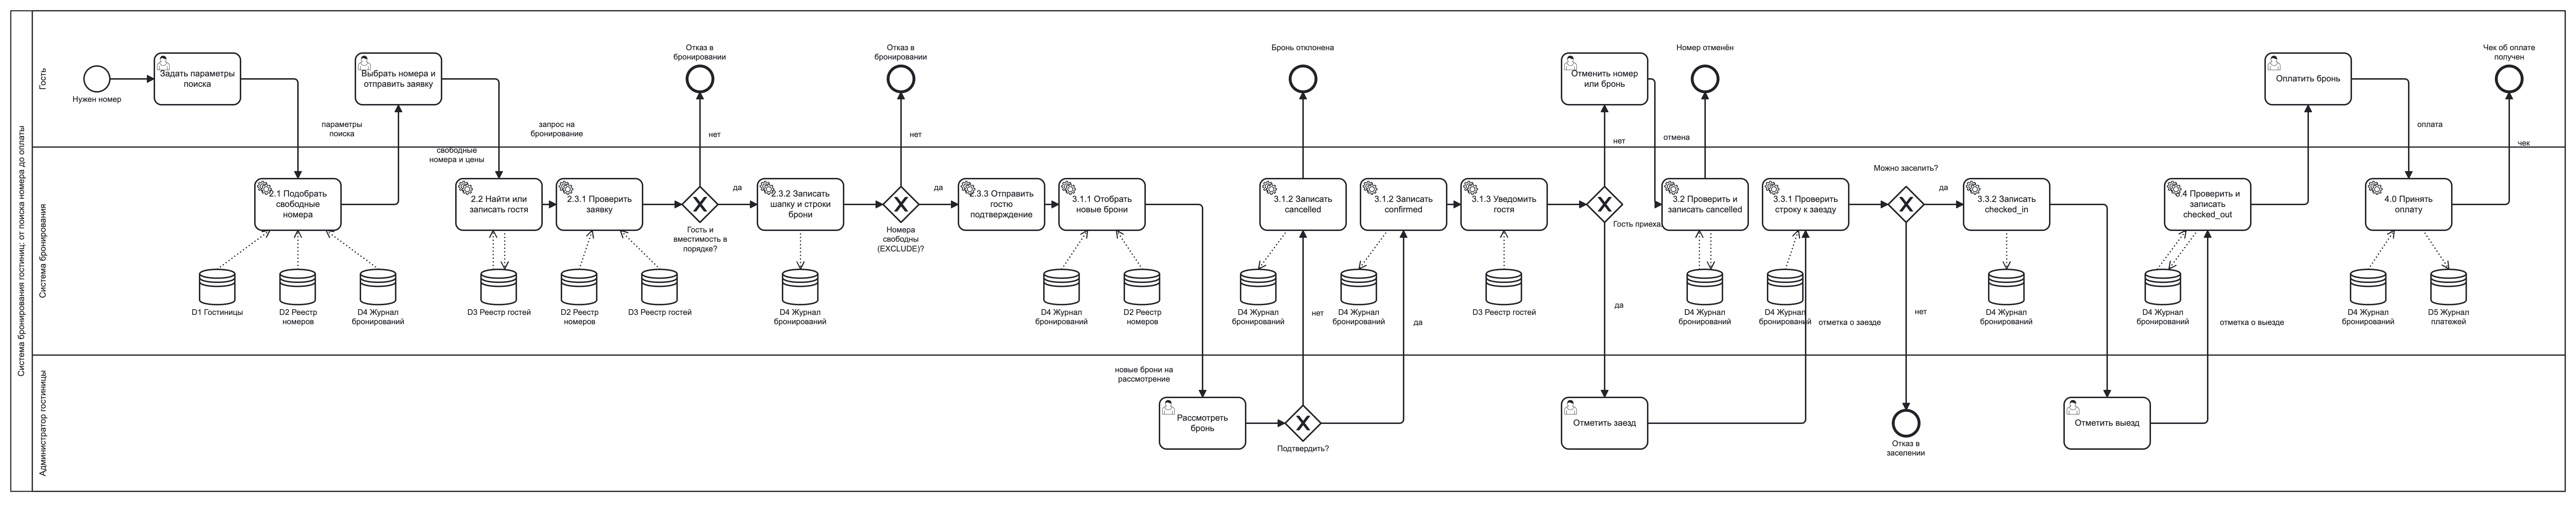 Система бронирования гостиниц: от поиска номера до оплаты
Гость
Нужен номер
Задать параметры
поиска
параметры
поиска
Выбрать номера и
отправить заявку
свободные
номера и цены
запрос на
бронирование
Отказ в
бронировании
нет
Отказ в
бронировании
нет
Бронь отклонена
Отменить номер
или бронь
нет
отмена
Номер отменён
Оплатить бронь
оплата
Чек об оплате
получен
чек
Система бронирования
2.1 Подобрать
свободные
номера
D1 Гостиницы
D2 Реестр
номеров
D4 Журнал
бронирований
2.2 Найти или
записать гостя
D3 Реестр гостей
2.3.1 Проверить
заявку
D2 Реестр
номеров
D3 Реестр гостей
Гость и
вместимость в
порядке?
да
2.3.2 Записать
шапку и строки
брони
D4 Журнал
бронирований
Номера
свободны
(EXCLUDE)?
да
2.3.3 Отправить
гостю
подтверждение
3.1.1 Отобрать
новые брони
D4 Журнал
бронирований
D2 Реестр
номеров
3.1.2 Записать
cancelled
D4 Журнал
бронирований
нет
3.1.2 Записать
confirmed
D4 Журнал
бронирований
да
3.1.3 Уведомить
гостя
D3 Реестр гостей
Гость приеха
да
3.2 Проверить и
записать cancelled
D4 Журнал
бронирований
3.3.1 Проверить
строку к заезду
D4 Журнал
бронирований
отметка о заезде
Можно заселить?
да
нет
3.3.2 Записать
checked_in
D4 Журнал
бронирований
3.4 Проверить и
записать
checked_out
D4 Журнал
бронирований
отметка о выезде
4.0 Принять
оплату
D4 Журнал
бронирований
D5 Журнал
платежей
Администратор гостиницы
новые брони на
рассмотрение
Рассмотреть
бронь
Подтвердить?
Отметить заезд
Отказ в
заселении
Отметить выезд